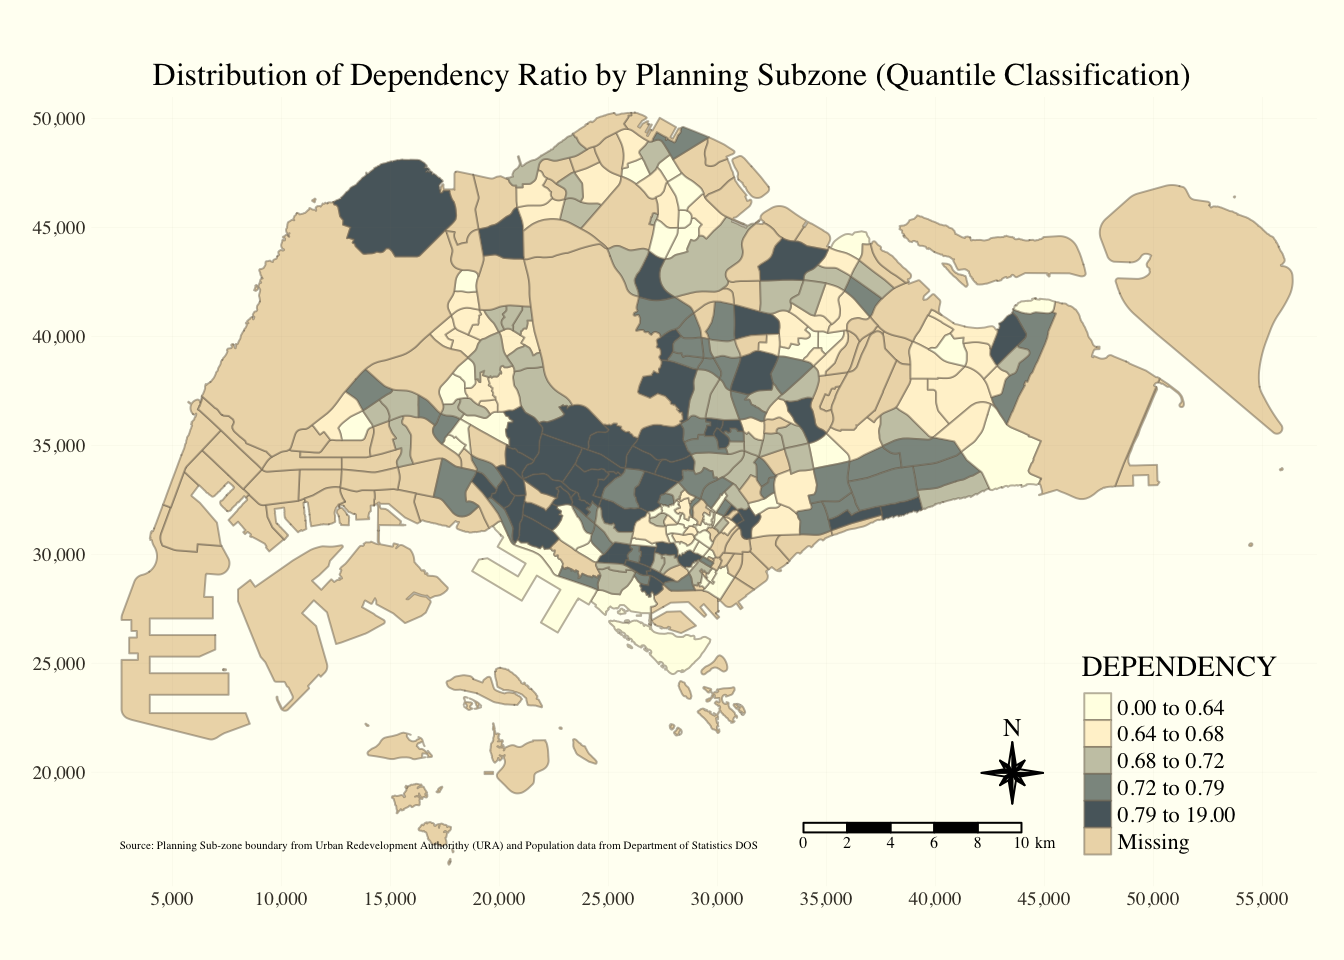 Distribution of Dependency Ratio by Planning Subzone (Quantile Classification)
50,000
45,000
40,000
35,000
30,000
25,000
20,000
DEPENDENCY
0.00 to 0.64
0.64 to 0.68
0.68 to 0.72
0.72 to 0.79
0.79 to 19.00
Missing
N
0 2 4 6 8 10 km
Source: Planning Sub-zone boundary from Urban Redevelopment Authorithy (URA) and Population data from Department of Statistics DOS
5,000 10,000 15,000 20,000 25,000 30,000 35,000 40,000 45,000 50,000 55,000